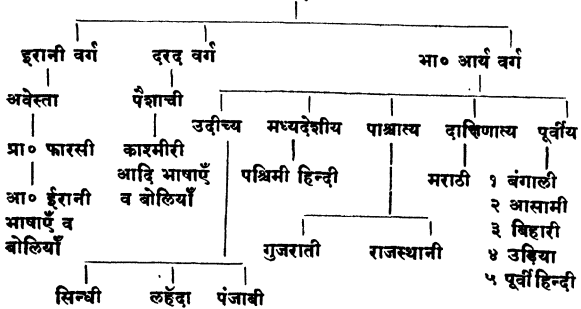 इरानी वर्ग दरद वर्ग भा० आर्य वर्ग
अवेस्ता पैशाची
उदीच्य मध्यदेशीय पाश्चात्य दाक्षिणात्य पूर्वीय
प्रा० फारसी काश्मीरी
आदि भाषाएँ
व बोलियाँ
पश्चिमी हिन्दी मराठी १ बंगाली
आ० ईरानी
भाषाएँ व
बोलियाँ
२ आसामी
३ बिहारी
गुजराती राजस्थानी ४ उड़िया
५ पूर्वी हिन्दी
सिन्धी लहँदा पंजाबी